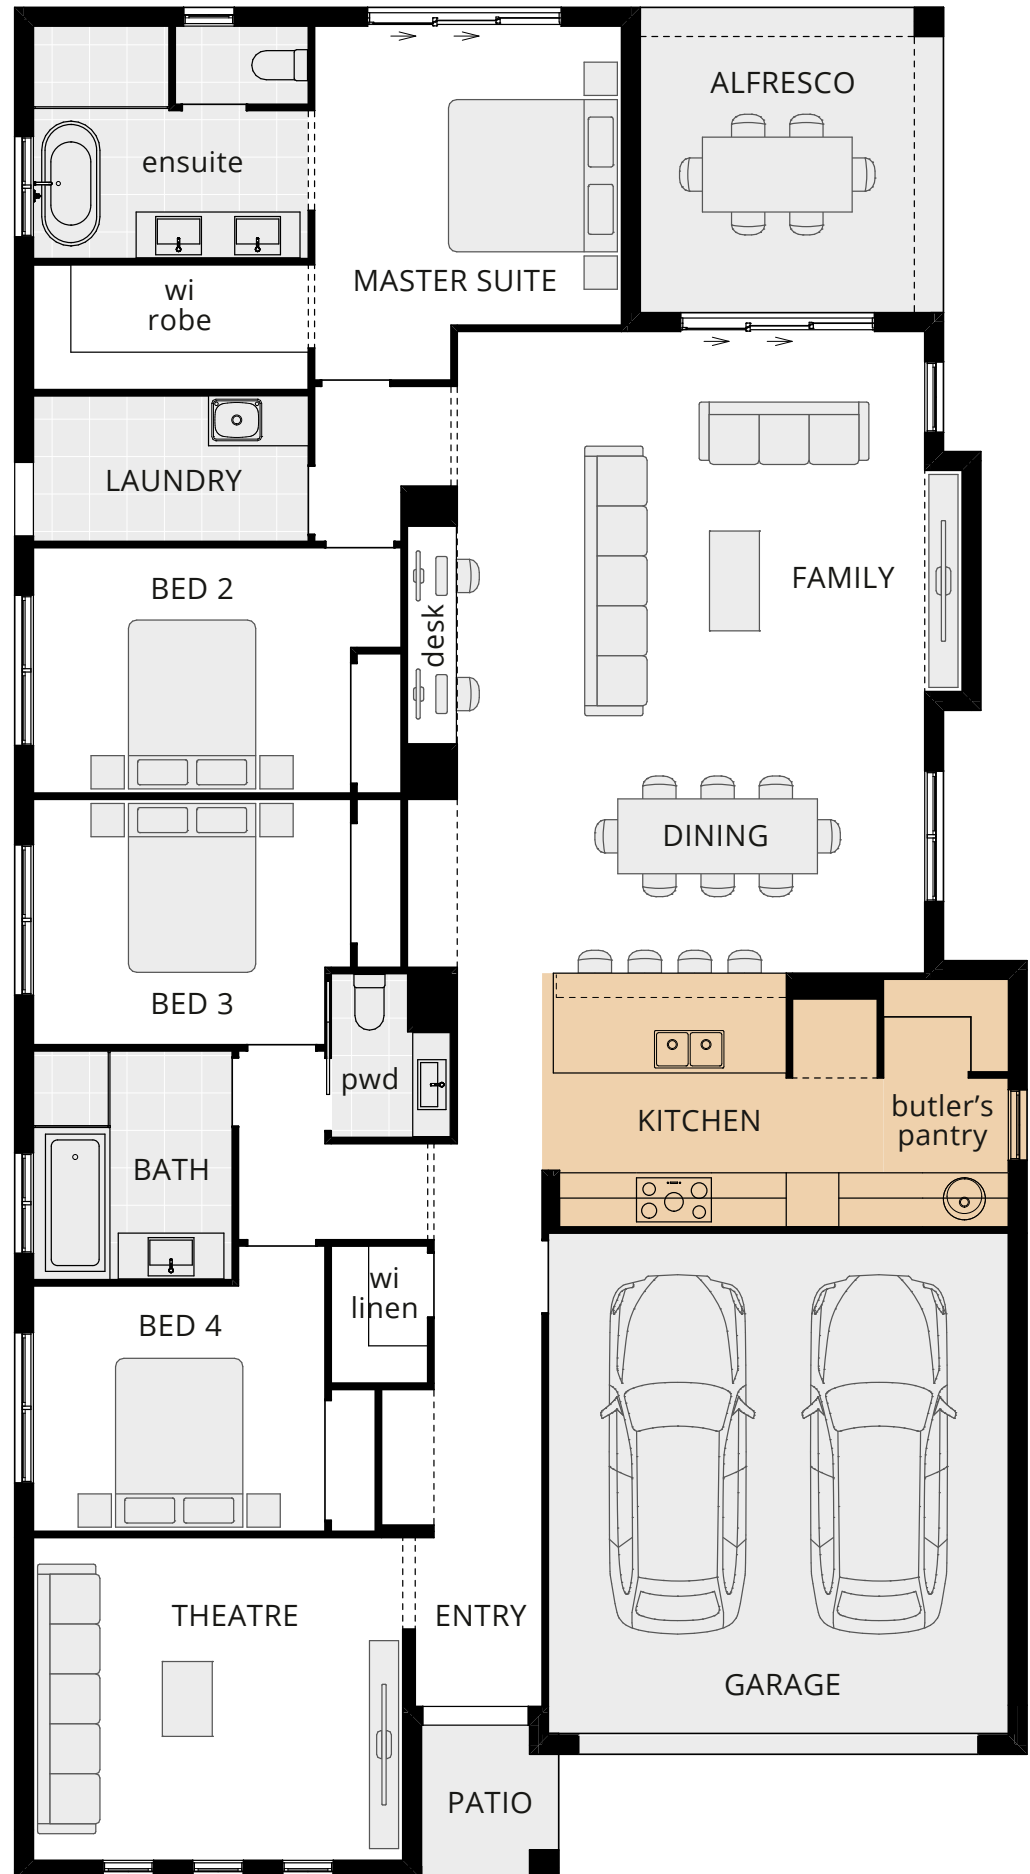 ALFRESCO
ensuite
MASTER SUITE
wi
robe
LAUNDRY
BED 2
FAMILY
desk
DINING
BED 3
pwd
KITCHEN
butler’s
pantry
BATH
wi
linen
BED 4
THEATRE
ENTRY
GARAGE
PATIO